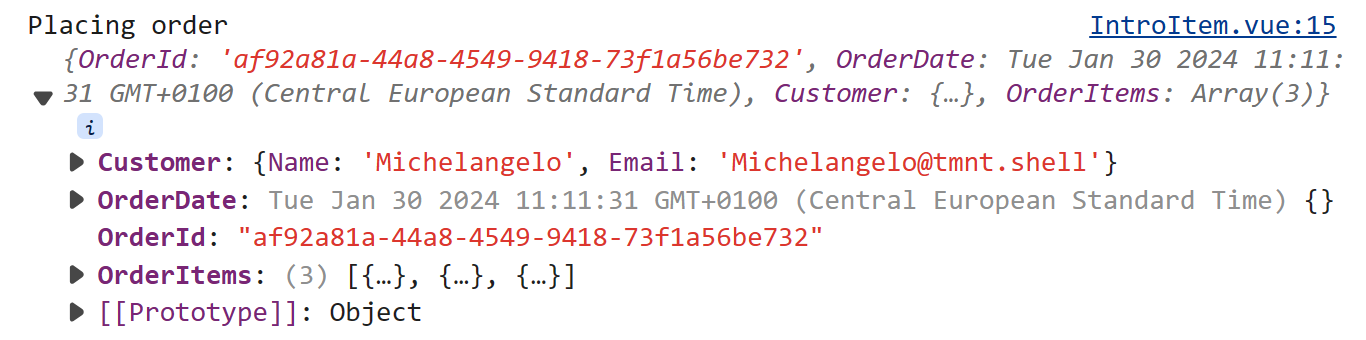 Placing order IntroItem.vue:15
{OrderId: 'af92a81a-44a8-4549-9418-73f1a56be732', OrderDate: Tue Jan 30 2024 11:11:
31 GMT+0100 (Central European Standard Time), Customer: {…}, OrderItems: Array(3)}
i
Customer: {Name: 'Michelangelo', Email: 'Michelangelo@tmnt.shell'}
OrderDate: Tue Jan 30 2024 11:11:31 GMT+0100 (Central European Standard Time) {}
OrderId: "af92a81a-44a8-4549-9418-73f1a56be732"
OrderItems: (3) [{…}, {…}, {…}]
[[Prototype]]: Object